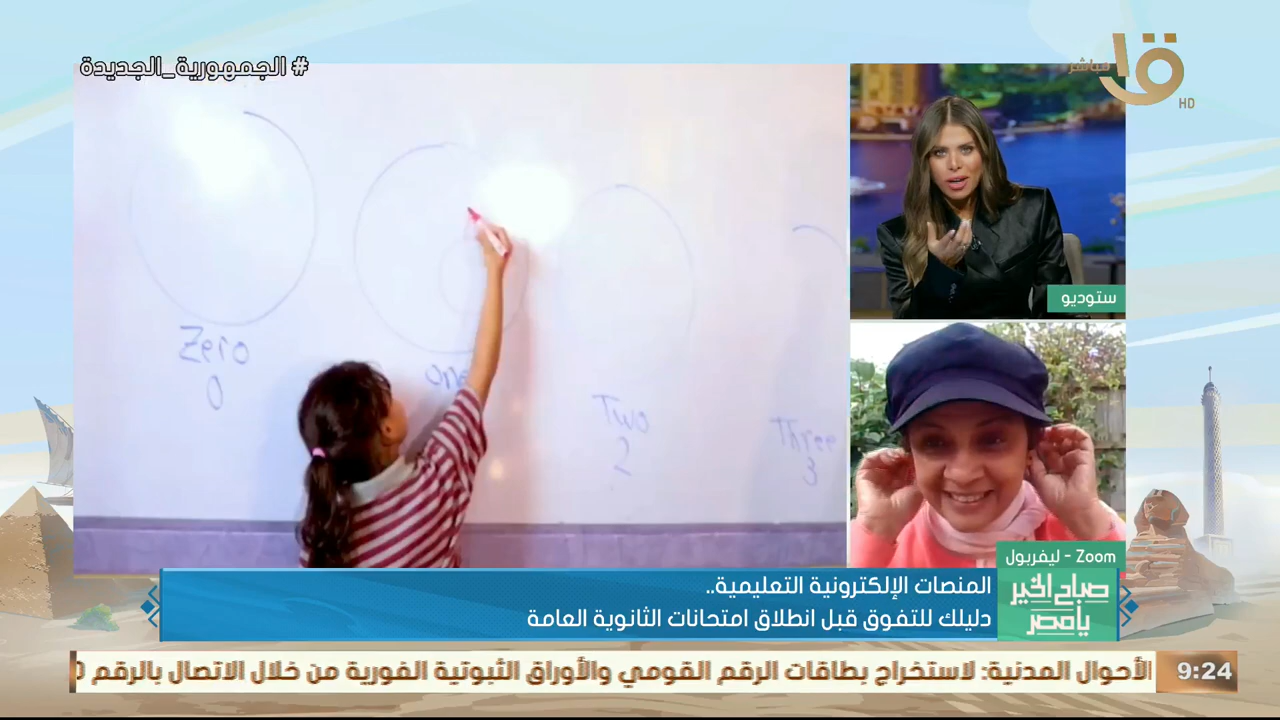 # الجمهورية_الجديدة
مباشر
HD
Zero
0
one
Two
2
Three
3
ستوديو
Zoom - ليفربول
صباح الخير
يا مصر
المنصات الإلكترونية التعليمية..
دليلك للتفوق قبل انطلاق امتحانات الثانوية العامة
الأحوال المدنية: لاستخراج بطاقات الرقم القومي والأوراق الثبوتية الفورية من خلال الاتصال بالرقم
9:24